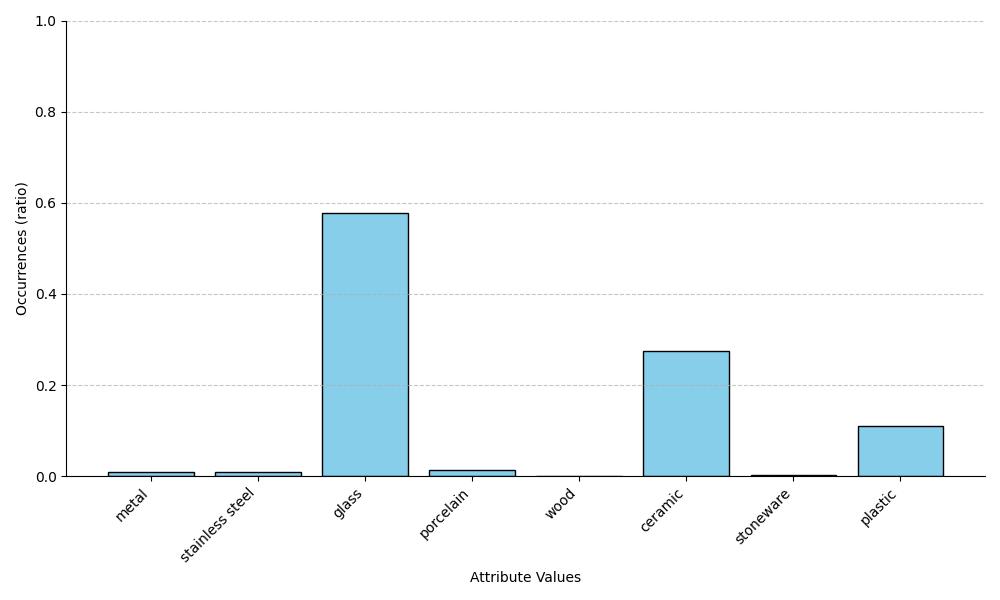 1.0
0.8
0.6
0.4
0.2
0.0
Occurrences (ratio)
metal
stainless steel
glass
porcelain
wood
ceramic
stoneware
plastic
Attribute Values